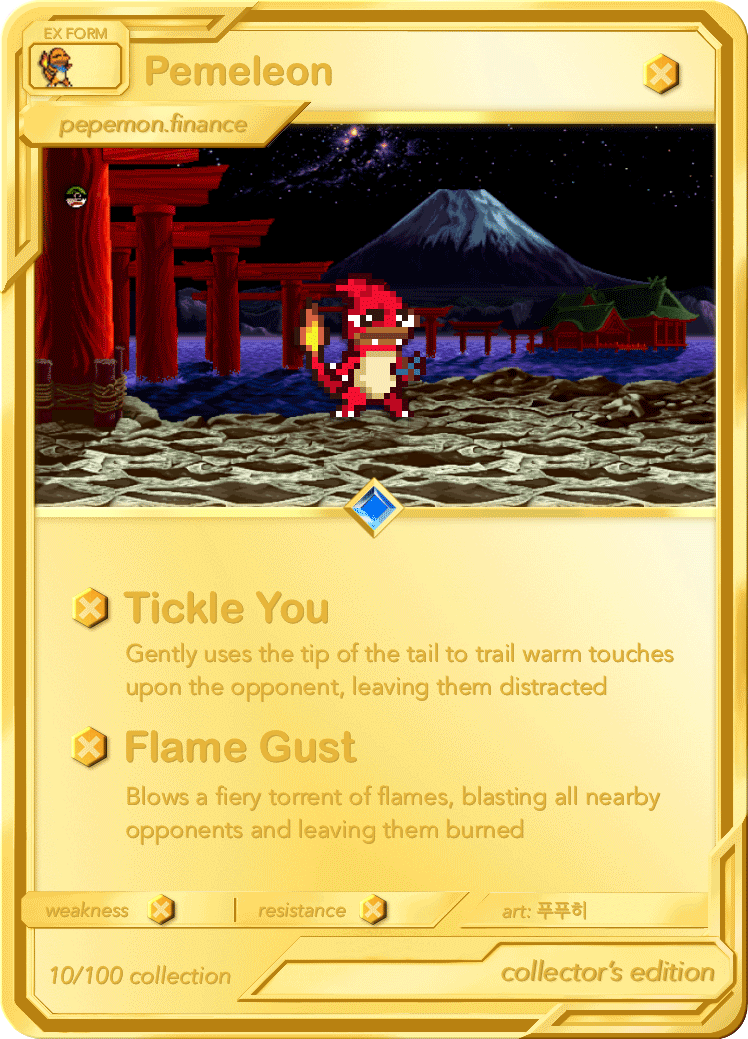 EX FORM
Pemeleon
pepemon.finance
Tickle You
Gently uses the tip of the tail to trail warm touches
upon the opponent, leaving them distracted
Flame Gust
Blows a fiery torrent of flames, blasting all nearby
opponents and leaving them burned
weakness
resistance
art: 푸푸히
10/100 collection
collector's edition